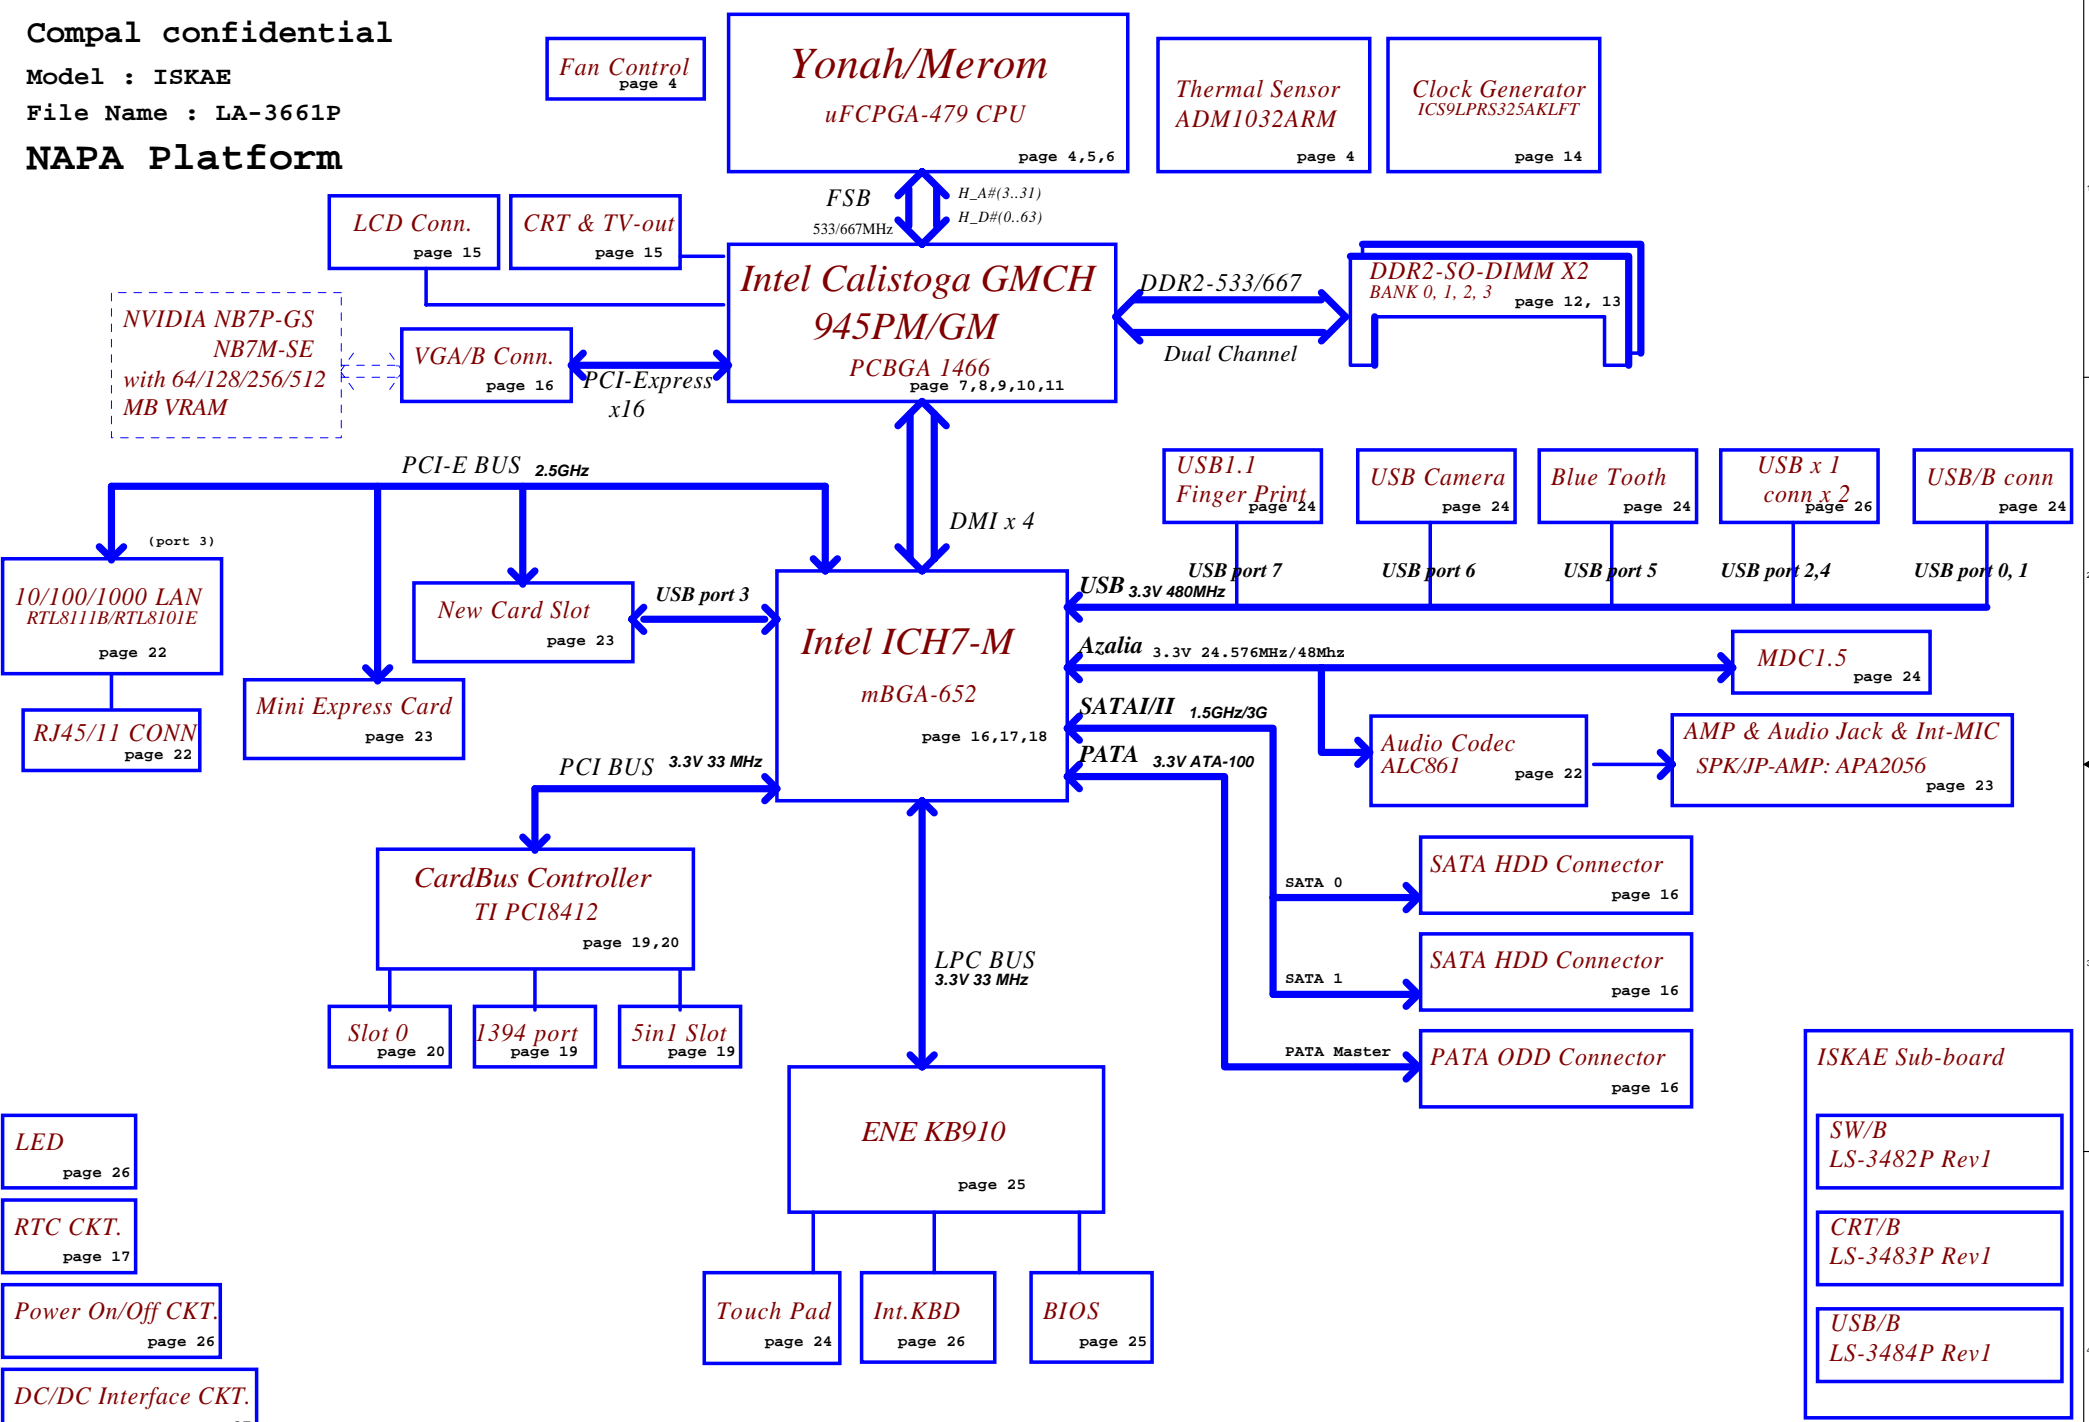 Compal confidential
Model : ISKAE
File Name : LA-3661P
NAPA Platform
Fan Control
page 4
Yonah/Merom
uFCPGA-479 CPU
page 4,5,6
Thermal Sensor
ADM1032ARM
page 4
Clock Generator
ICS9LPRS325AKLFT
page 14
FSB
533/667MHz
H_A#(3..31)
H_D#(0..63)
LCD Conn.
page 15
CRT & TV-out
page 15
Intel Calistoga GMCH
945PM/GM
PCBGA 1466
page 7,8,9,10,11
DDR2-533/667
Dual Channel
DDR2-SO-DIMM X2
BANK 0, 1, 2, 3
page 12, 13
NVIDIA NB7P-GS
NB7M-SE
with 64/128/256/512
MB VRAM
VGA/B Conn.
page 16
PCI-Express
x16
PCI-E BUS 2.5GHz
DMI x 4
USB1.1
Finger Print
page 24
USB Camera
page 24
Blue Tooth
page 24
USB x 1
conn x 2
page 26
USB/B conn
page 24
USB port 7
USB port 6
USB port 5
USB port 2,4
USB port 0, 1
(port 3)
10/100/1000 LAN
RTL8111B/RTL8101E
page 22
RJ45/11 CONN
page 22
New Card Slot
page 23
USB port 3
Mini Express Card
page 23
Intel ICH7-M
mBGA-652
page 16,17,18
USB 3.3V 480MHz
Azalia 3.3V 24.576MHz/48Mhz
SATAI/II 1.5GHz/3G
PATA 3.3V ATA-100
MDC1.5
page 24
Audio Codec
ALC861
page 22
AMP & Audio Jack & Int-MIC
SPK/JP-AMP: APA2056
page 23
PCI BUS 3.3V 33 MHz
CardBus Controller
TI PCI8412
page 19,20
Slot 0
page 20
1394 port
page 19
5in1 Slot
page 19
LPC BUS
3.3V 33 MHz
SATA 0
SATA HDD Connector
page 16
SATA 1
SATA HDD Connector
page 16
PATA Master
PATA ODD Connector
page 16
ENE KB910
page 25
Touch Pad
page 24
Int.KBD
page 26
BIOS
page 25
LED
page 26
RTC CKT.
page 17
Power On/Off CKT.
page 26
DC/DC Interface CKT.
ISKAE Sub-board
SW/B
LS-3482P Rev1
CRT/B
LS-3483P Rev1
USB/B
LS-3484P Rev1